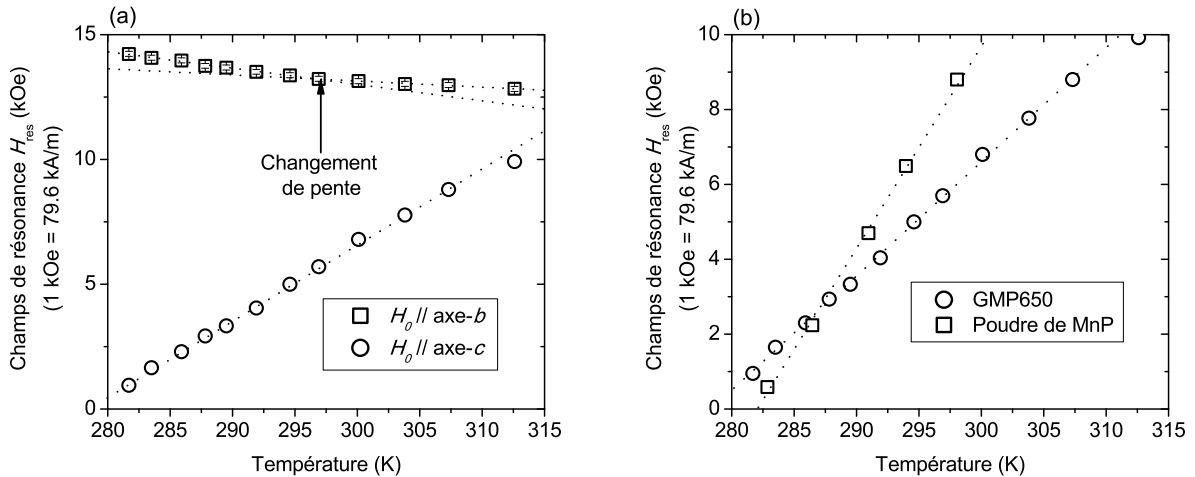 (a)
15
10
5
0
280 285 290 295 300 305 310 315
Température (K)
Champs de résonance Hres (kOe)
(1 kOe = 79.6 kA/m)
Changement
de pente
H0 // axe-b
H0 // axe-c
(b)
10
8
6
4
2
0
280 285 290 295 300 305 310 315
Température (K)
Champs de résonance Hres (kOe)
(1 kOe = 79.6 kA/m)
GMP650
Poudre de MnP